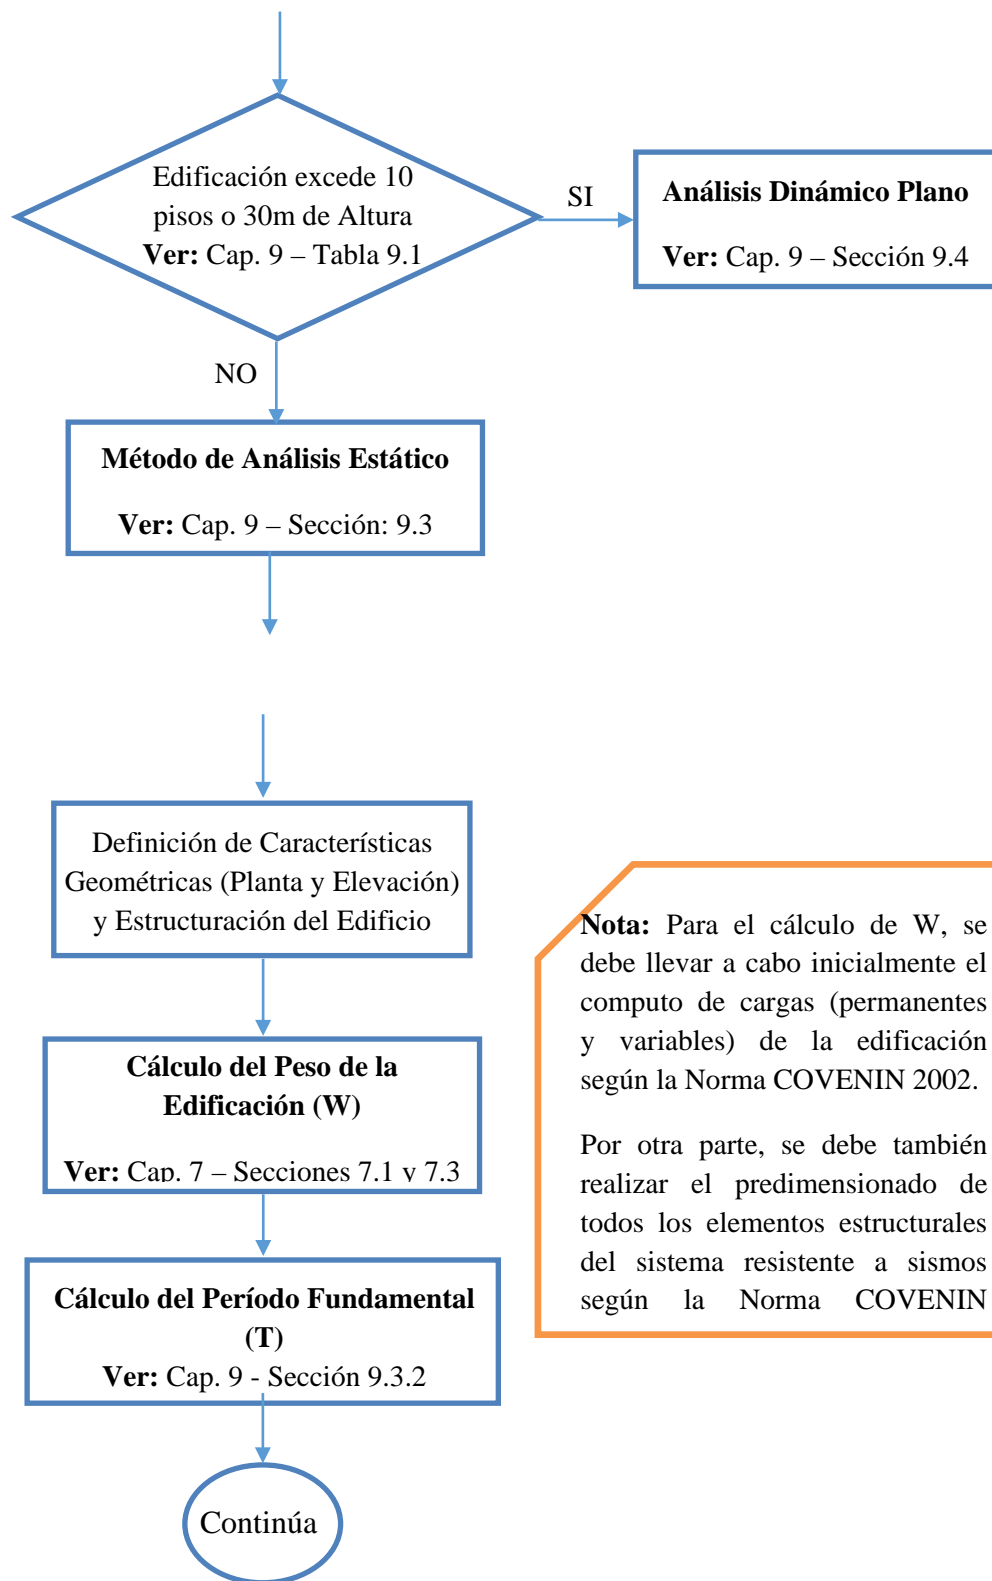 Edificación excede 10
pisos o 30m de Altura
Ver: Cap. 9 – Tabla 9.1
SI
Análisis Dinámico Plano
Ver: Cap. 9 – Sección 9.4
NO
Método de Análisis Estático
Ver: Cap. 9 – Sección: 9.3
Definición de Características
Geométricas (Planta y Elevación)
y Estructuración del Edificio
Cálculo del Peso de la
Edificación (W)
Ver: Cap. 7 – Secciones 7.1 y 7.3
Nota: Para el cálculo de W, se
debe llevar a cabo inicialmente el
computo de cargas (permanentes
y variables) de la edificación
según la Norma COVENIN 2002.
Por otra parte, se debe también
realizar el predimensionado de
todos los elementos estructurales
del sistema resistente a sismos
según la Norma COVENIN
Cálculo del Período Fundamental
(T)
Ver: Cap. 9 - Sección 9.3.2
Continúa